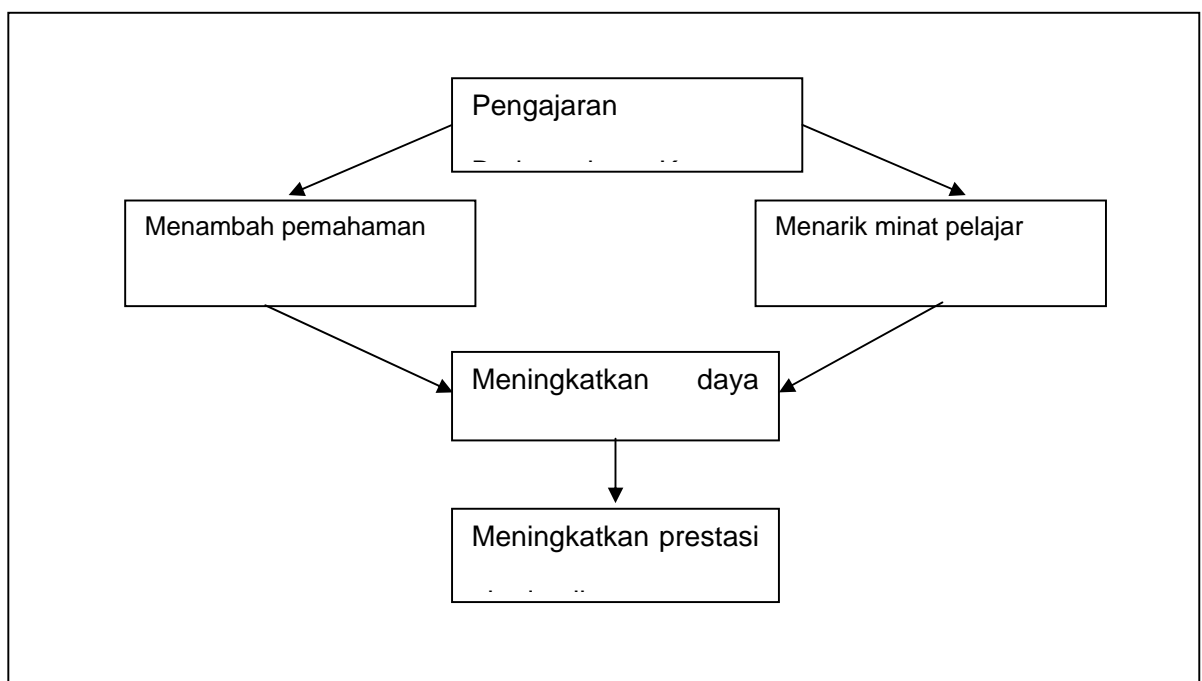 Pengajaran
Menambah pemahaman
Menarik minat pelajar
Meningkatkan daya
Meningkatkan prestasi